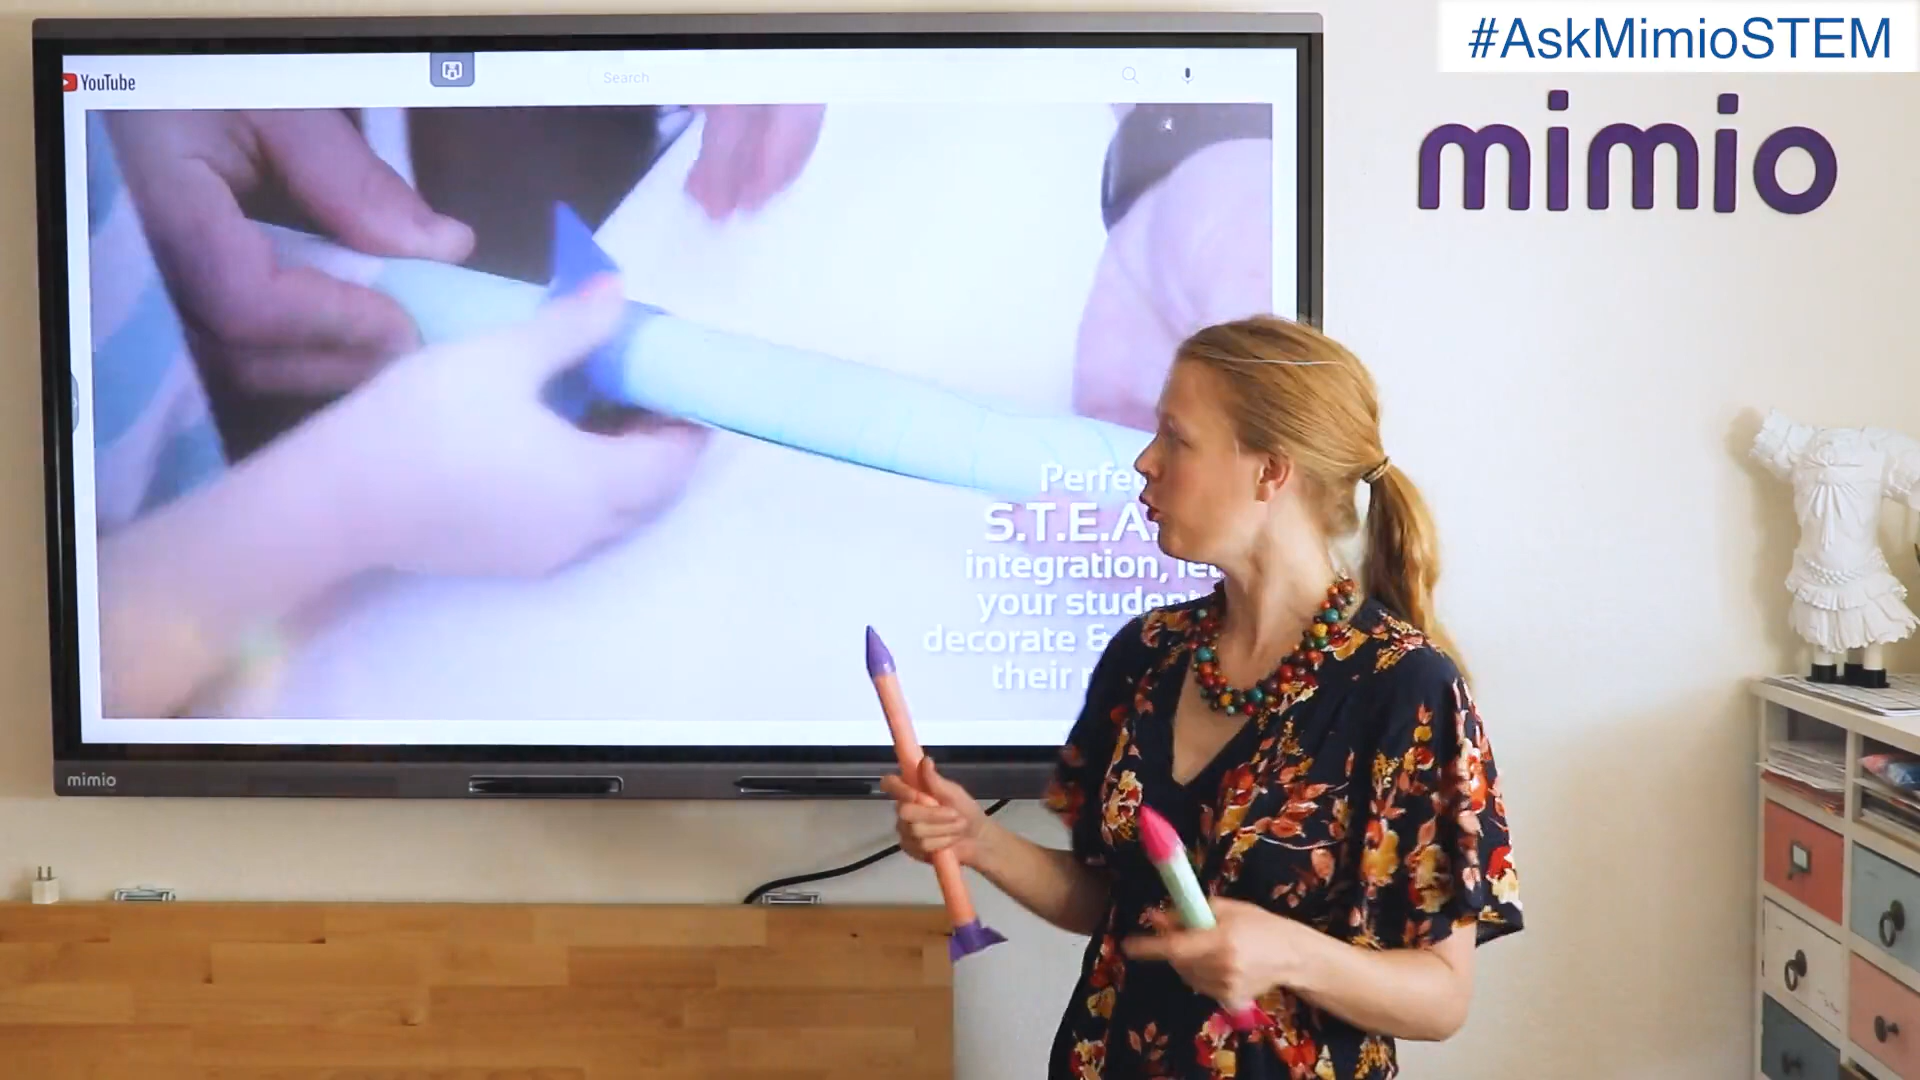 #AskMimioSTEM
mimio
YouTube
Search
S.T.E.A.
integration,
your
decorate &
their
mimio